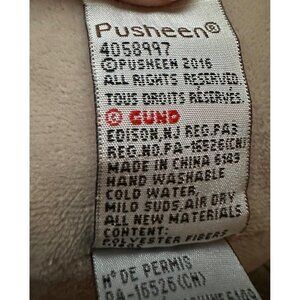 Pusheen®
4058997
©PUSHEEN 2016
ALL RIGHTS RESERVED.
TOUS DROITS RÉSERVÉS.
GUND
EDISON,NJ REG.PA3
REG.NO.PA-16526(CN)
MADE IN CHINA 6149
HAND WASHABLE
COLD WATER,
MILD SUDS,AIR DRY
ALL NEW MATERIALS
CONTENT:
POLYESTER FIBERS
Nº DE PERMIS
PA-16526(CN)